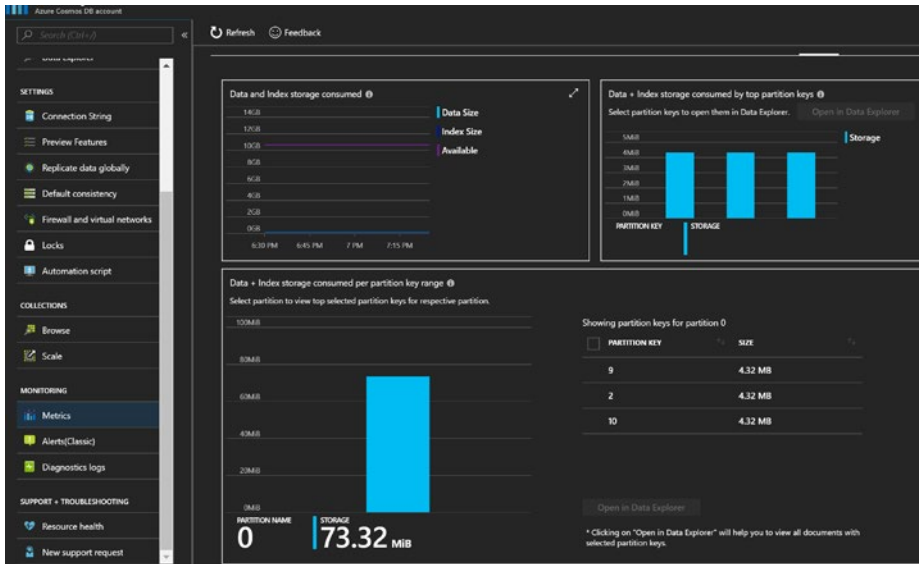 Azure Cosmos DB account
Search (Ctrl+/)
«
Refresh
Feedback
Data Explorer
SETTINGS
Connection String
Preview Features
Replicate data globally
Default consistency
Firewall and virtual networks
Locks
Automation script
COLLECTIONS
Browse
Scale
MONITORING
Metrics
Alerts(Classic)
Diagnostics logs
SUPPORT + TROUBLESHOOTING
Resource health
New support request
Data and Index storage consumed
14GB
12GB
10GB
8GB
6GB
4GB
2GB
0GB
6:30 PM 6:45 PM 7 PM 7:15 PM
Data Size
Index Size
Available
Data + Index storage consumed by top partition keys
Select partition keys to open them in Data Explorer.
Open in Data Explorer
5MiB
4MiB
3MiB
2MiB
1MiB
0MiB
Storage
PARTITION KEY STORAGE
Data + Index storage consumed per partition key range
Select partition to view top selected partition keys for respective partition.
100MiB
80MiB
60MiB
40MiB
20MiB
0MiB
PARTITION NAME STORAGE
0 73.32 MiB
Showing partition keys for partition 0
PARTITION KEY SIZE
9 4.32 MB
2 4.32 MB
10 4.32 MB
Open in Data Explorer
* Clicking on "Open in Data Explorer" will help you to view all documents with
selected partition keys.